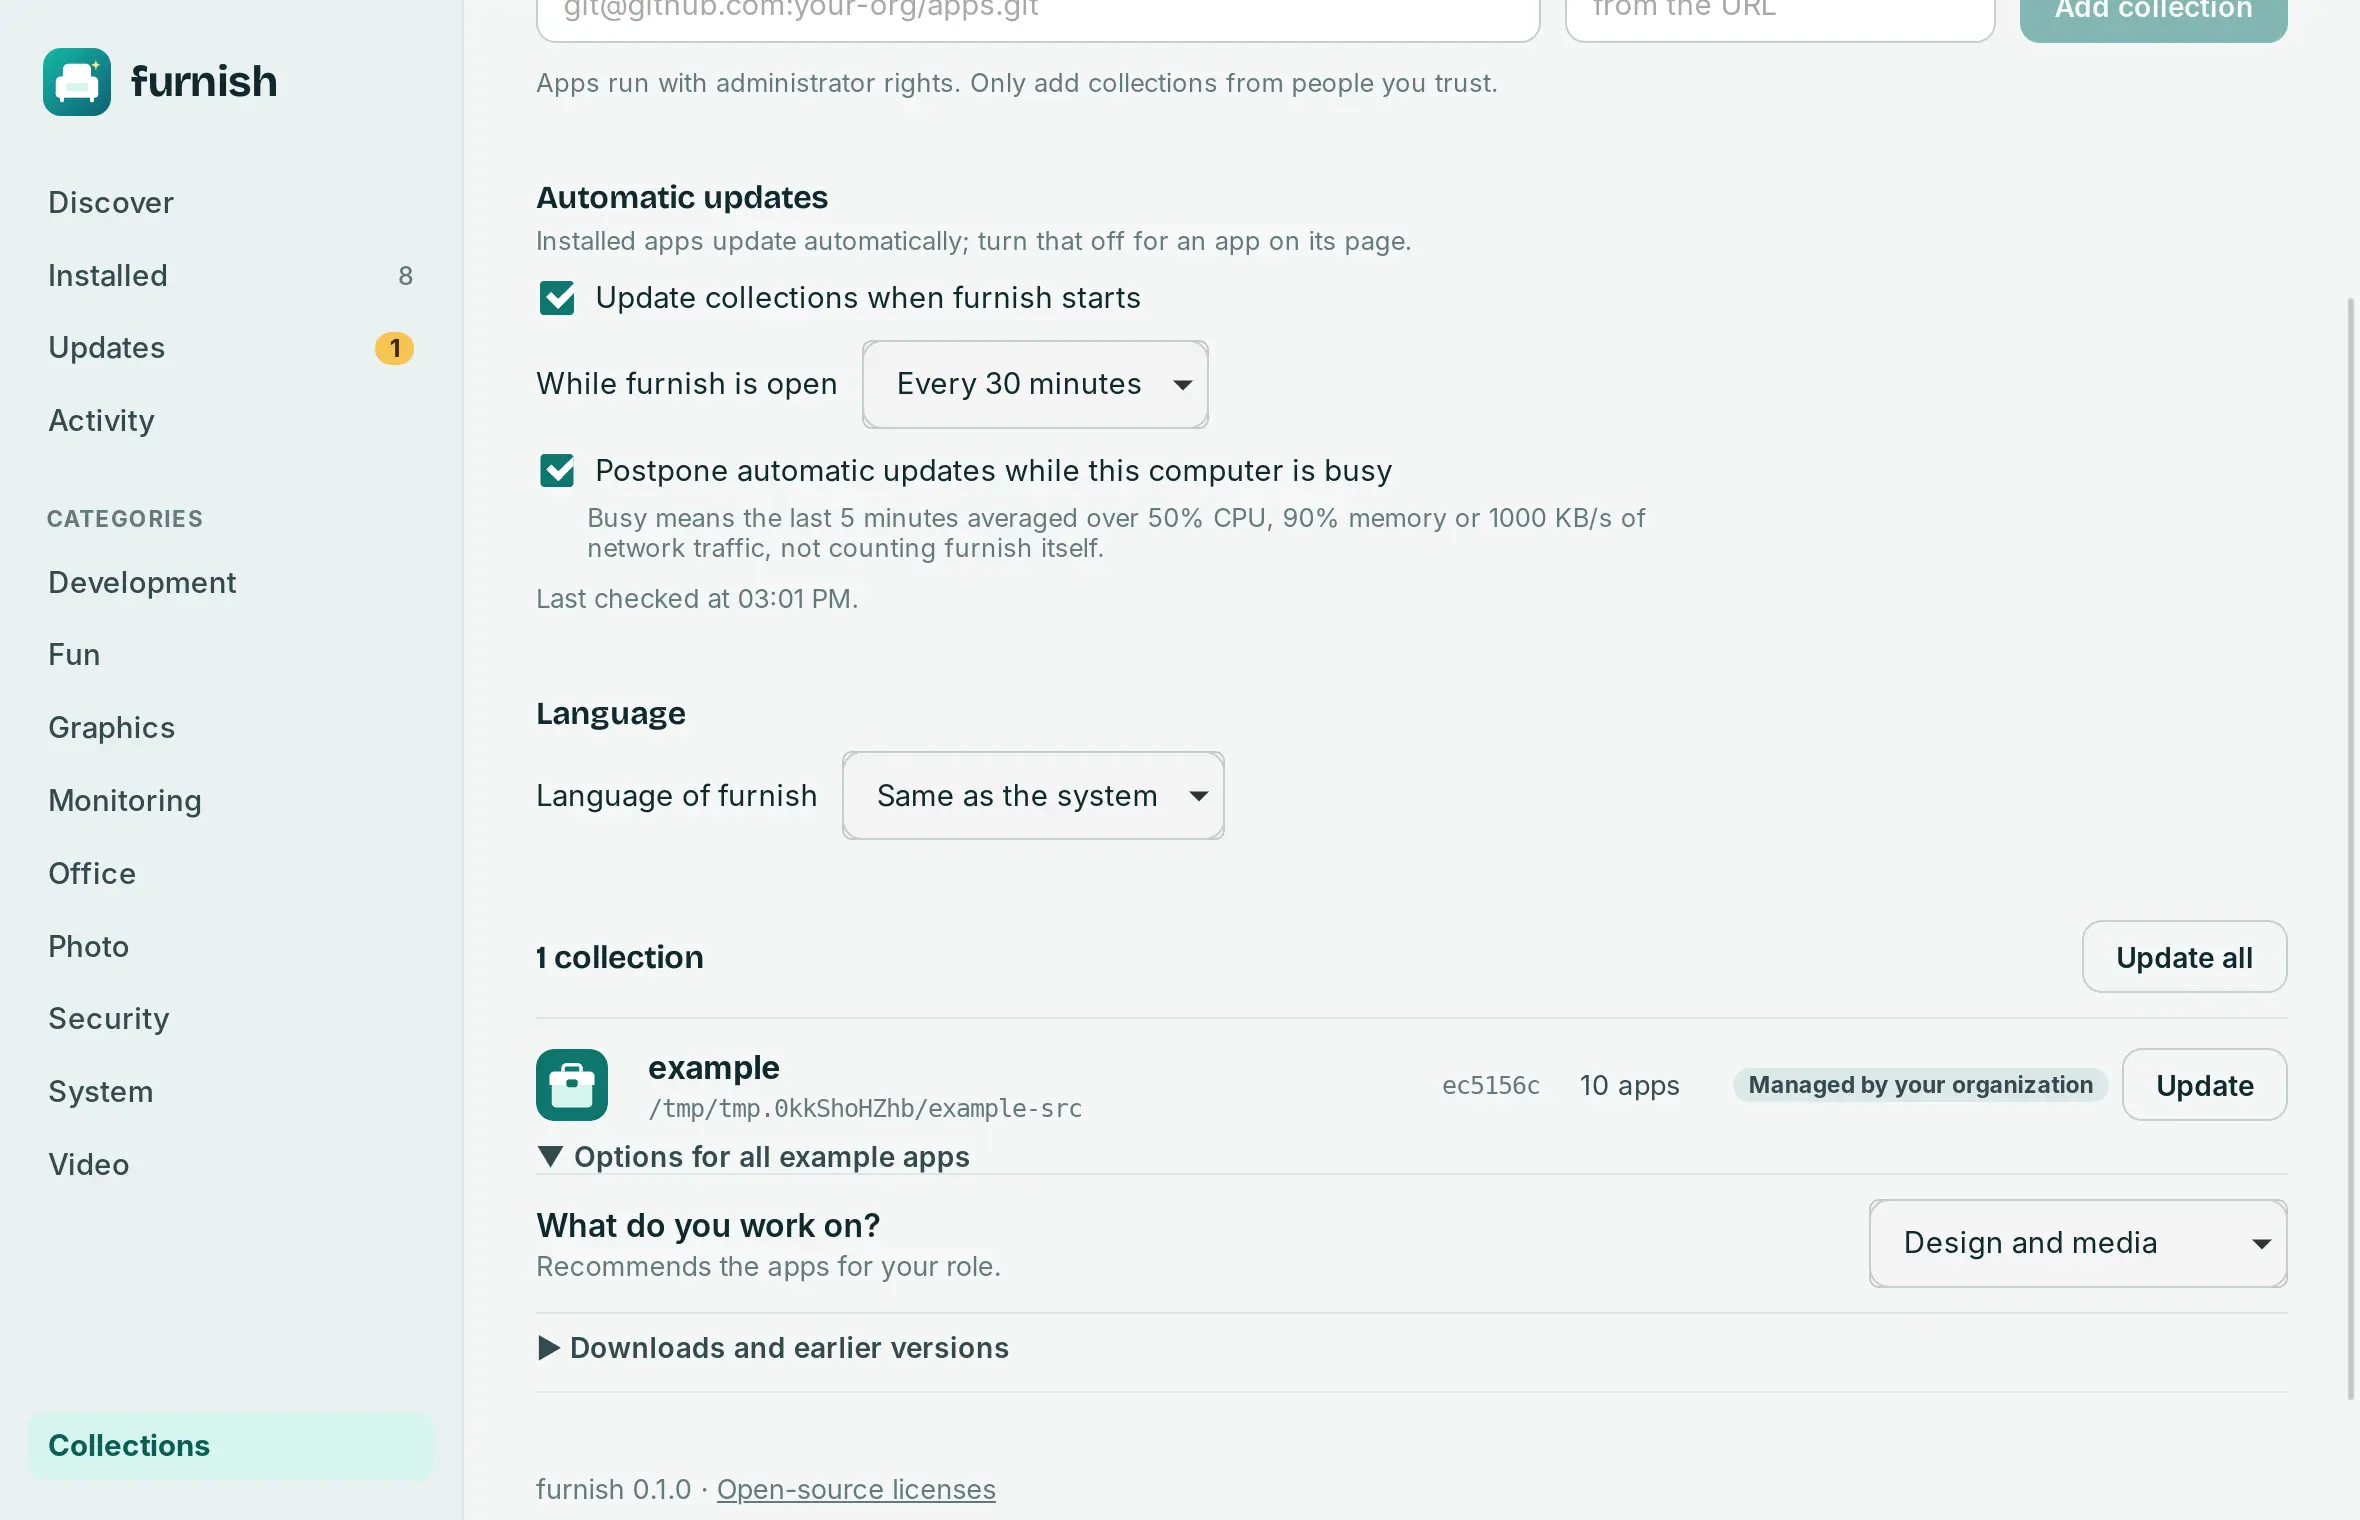 furnish
Discover
Installed 8
Updates 1
Activity
CATEGORIES
Development
Fun
Graphics
Monitoring
Office
Photo
Security
System
Video
Collections
git@github.com:your-org/apps.git
from the URL
Add collection
Apps run with administrator rights. Only add collections from people you trust.
Automatic updates
Installed apps update automatically; turn that off for an app on its page.
Update collections when furnish starts
While furnish is open Every 30 minutes
Postpone automatic updates while this computer is busy
Busy means the last 5 minutes averaged over 50% CPU, 90% memory or 1000 KB/s of
network traffic, not counting furnish itself.
Last checked at 03:01 PM.
Language
Language of furnish Same as the system
1 collection Update all
example
/tmp/tmp.0kkShoHZhb/example-src
ec5156c 10 apps Managed by your organization Update
Options for all example apps
What do you work on?
Recommends the apps for your role.
Design and media
Downloads and earlier versions
furnish 0.1.0 · Open-source licenses